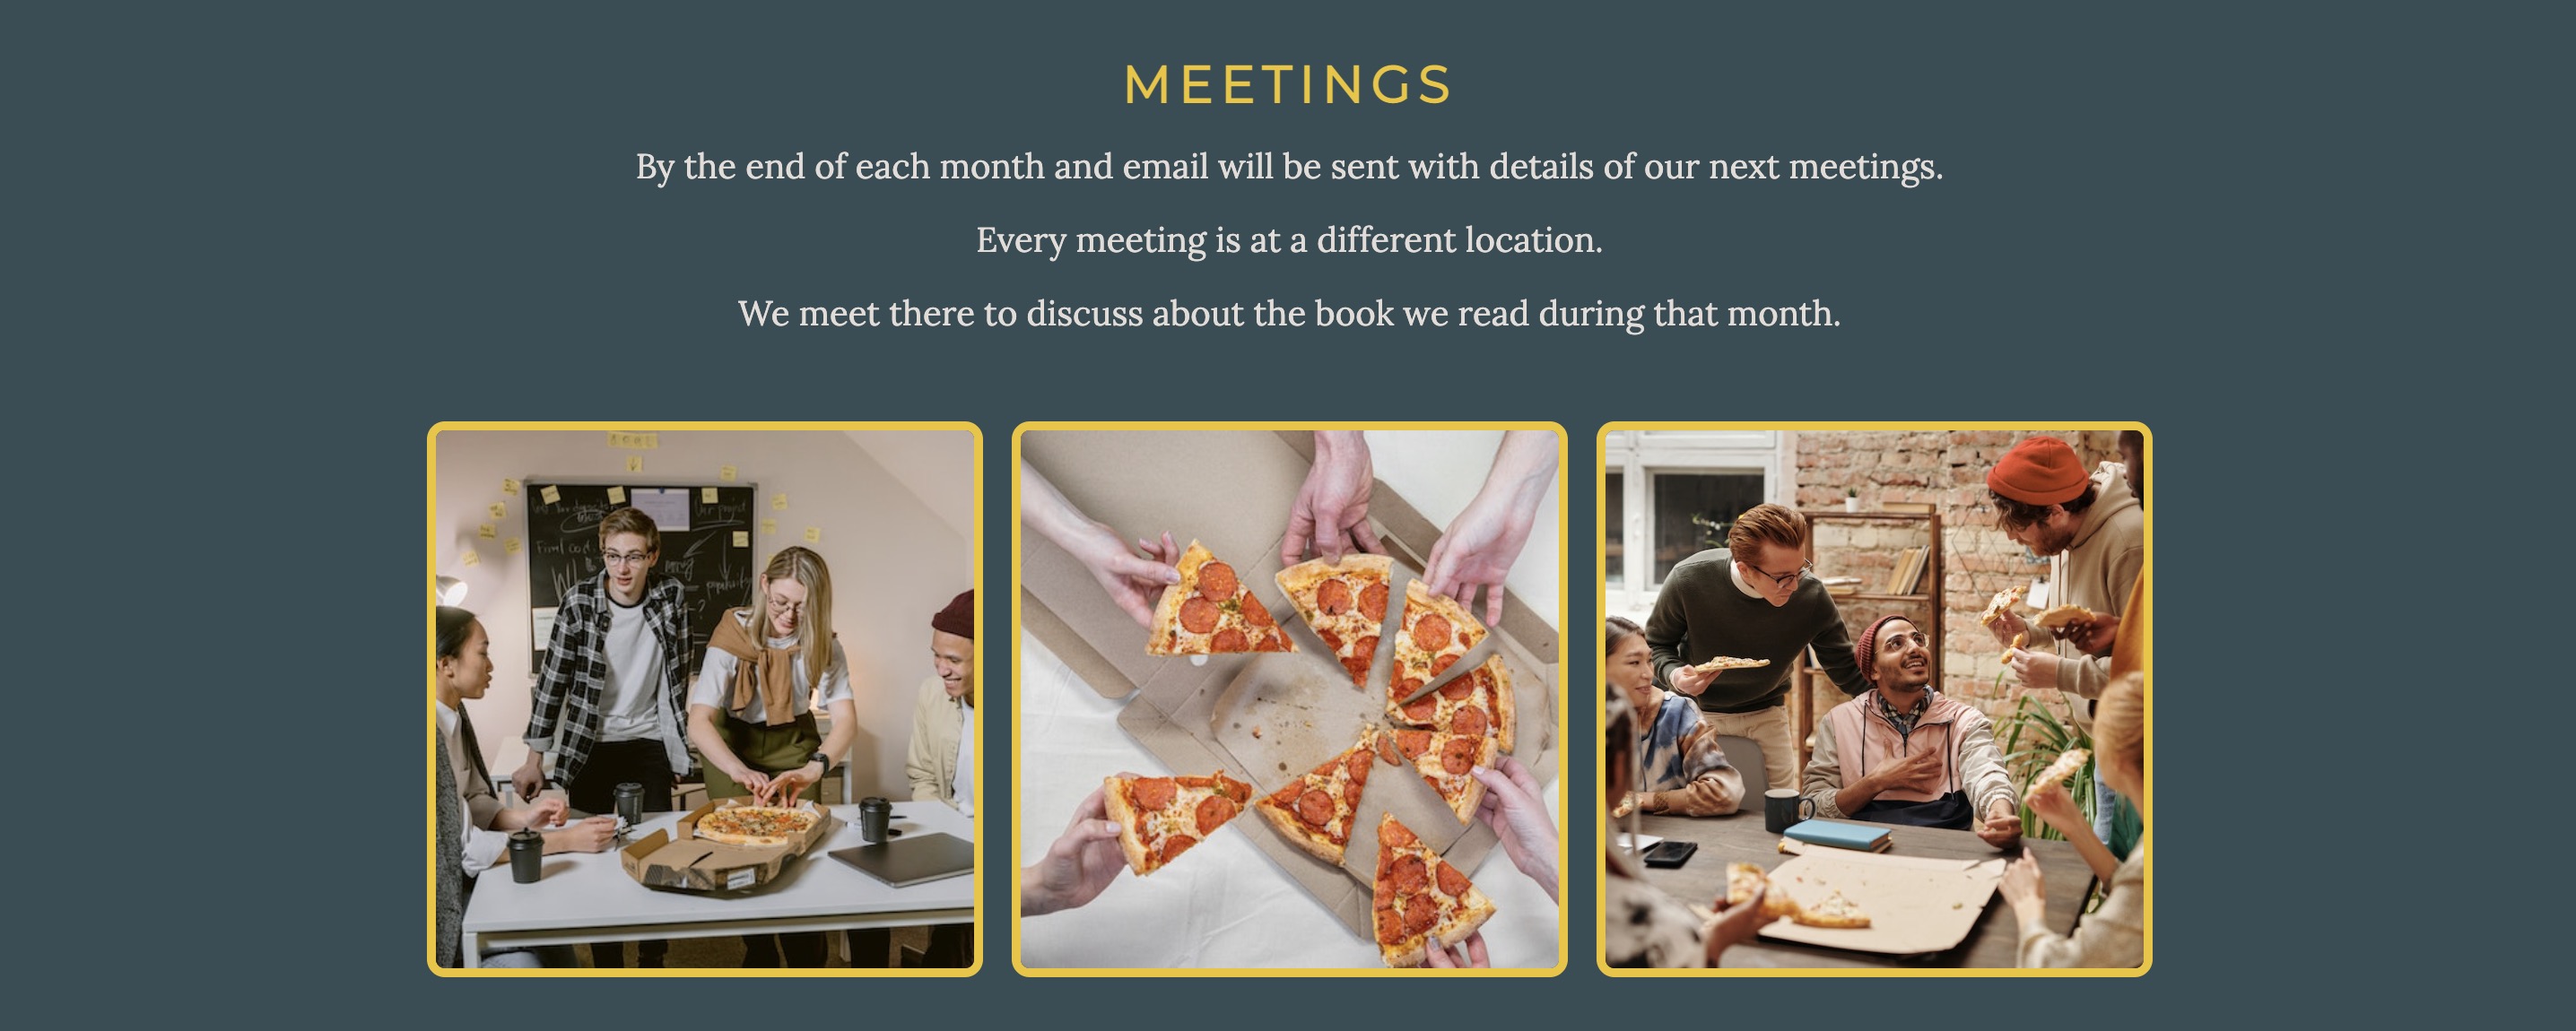 MEETINGS
By the end of each month and email will be sent with details of our next meetings.
Every meeting is at a different location.
We meet there to discuss about the book we read during that month.